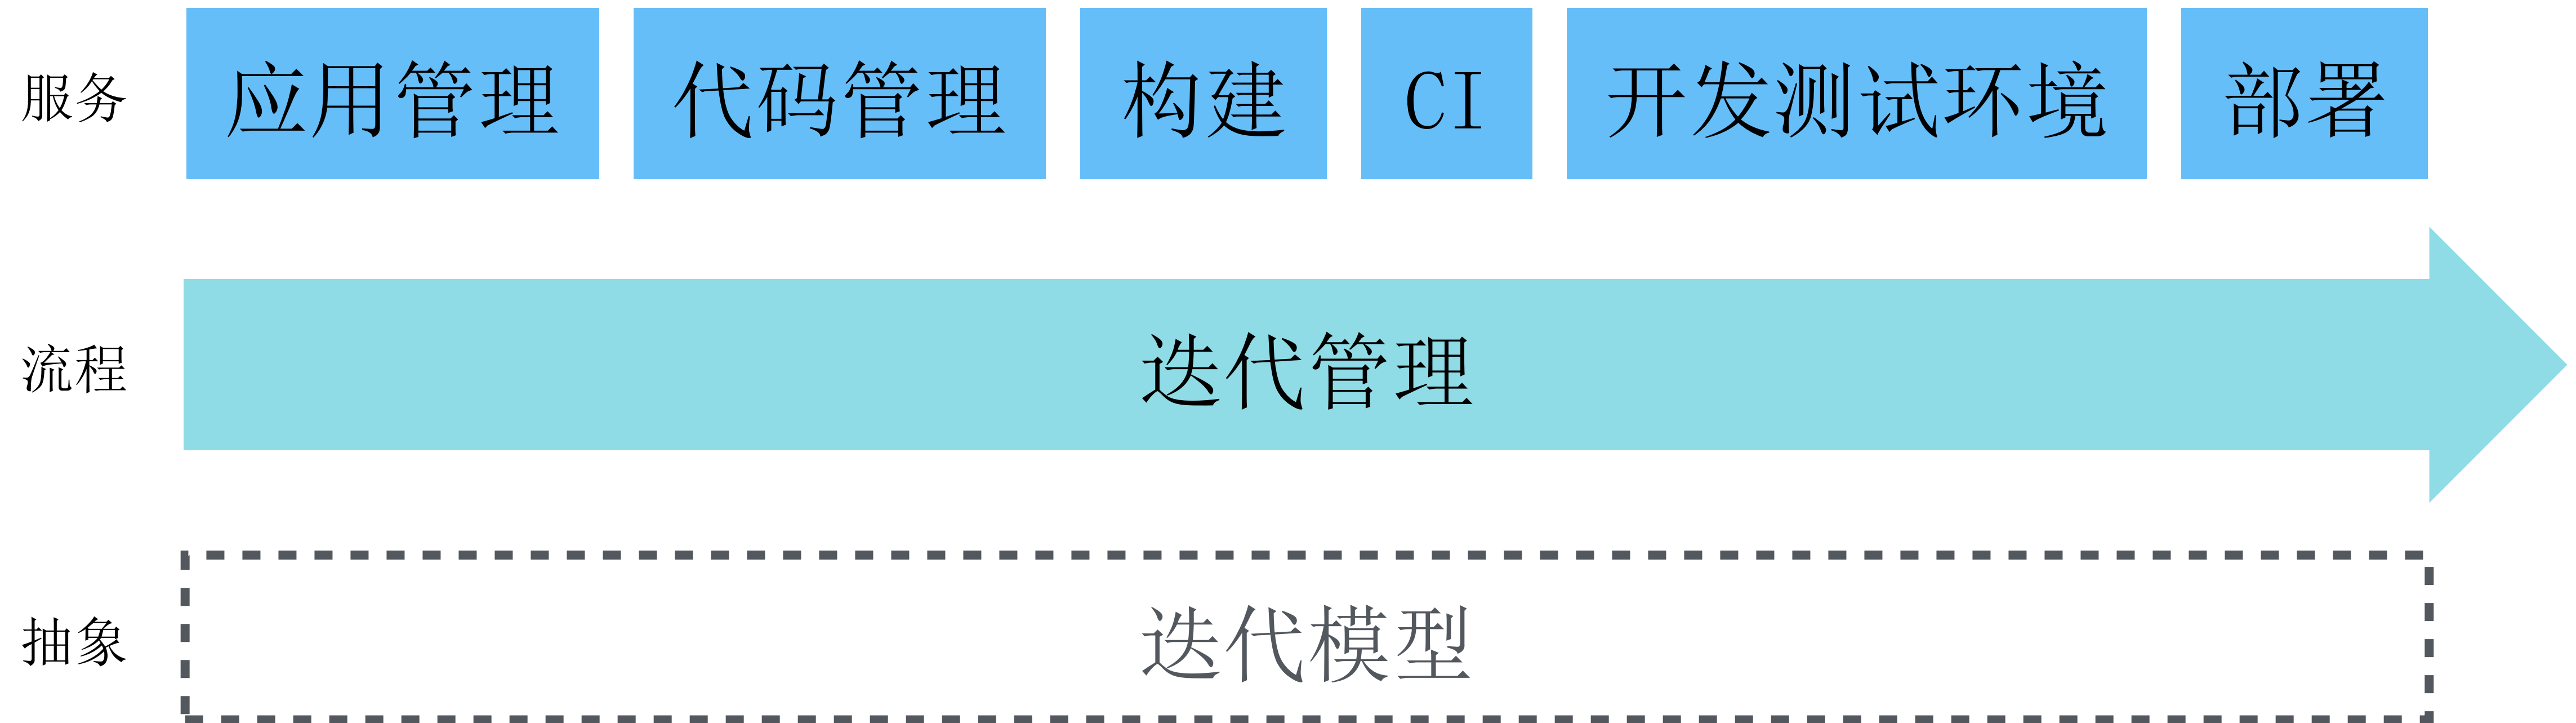 服务 应用管理 代码管理 构建 CI 开发测试环境 部署
流程 迭代管理
抽象 迭代模型